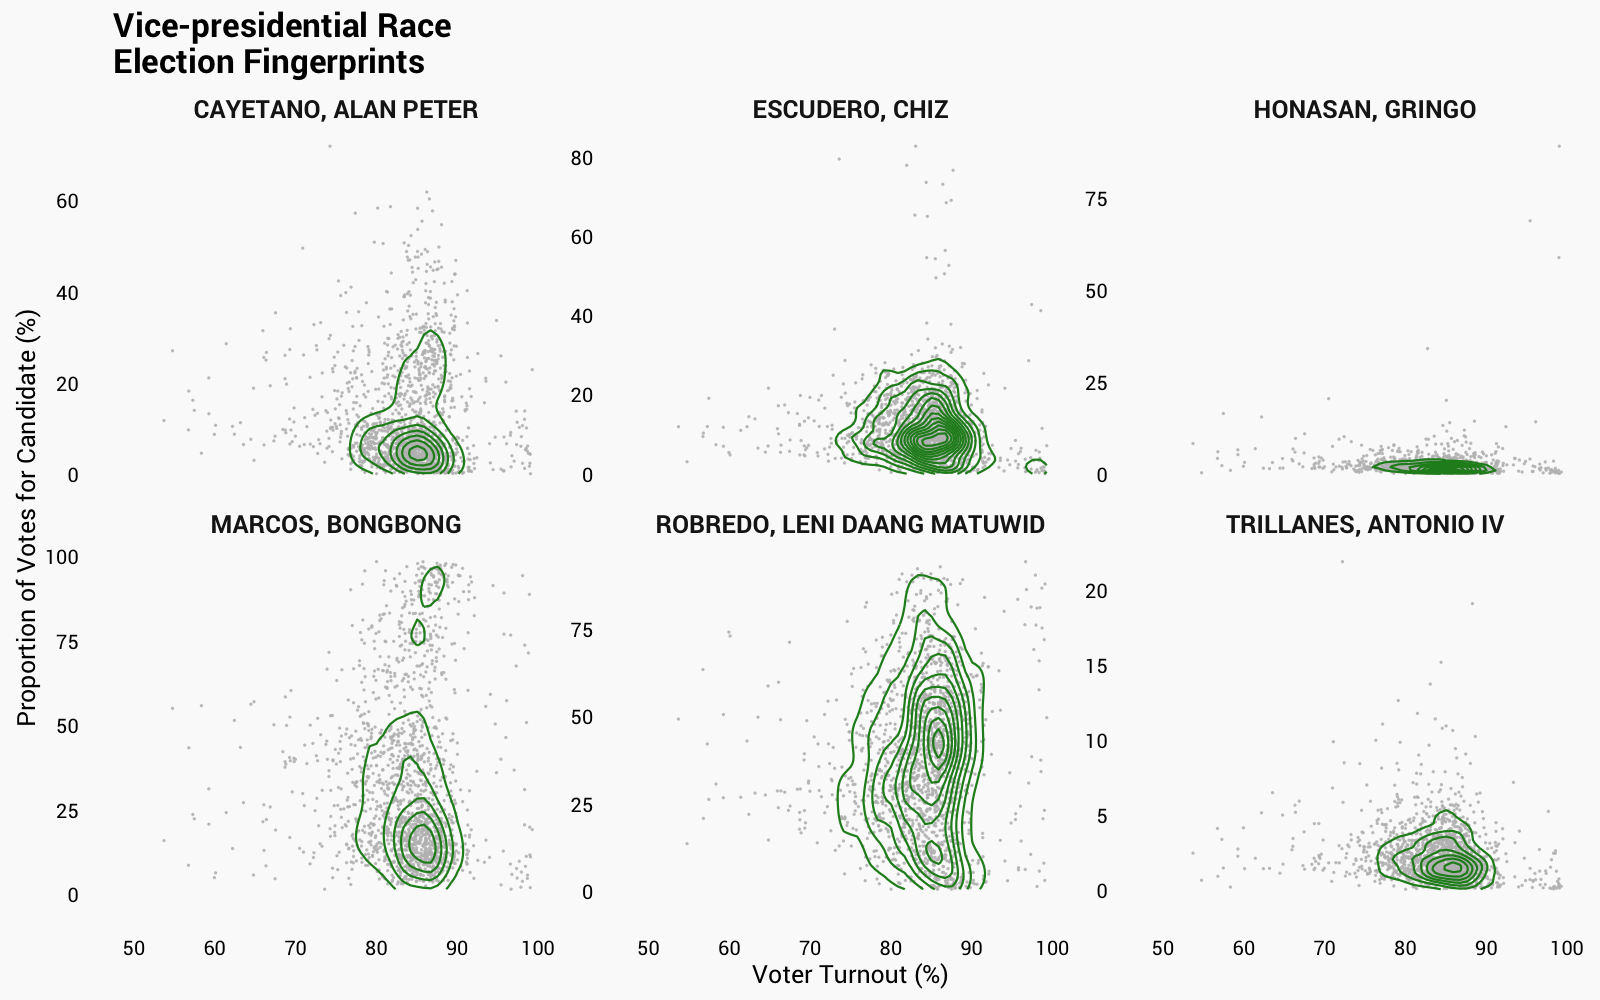 Vice-presidential Race
Election Fingerprints
CAYETANO, ALAN PETER
ESCUDERO, CHIZ
HONASAN, GRINGO
60
40
20
0
80
60
40
20
0
75
50
25
0
Proportion of Votes for Candidate (%)
MARCOS, BONGBONG
ROBREDO, LENI DAANG MATUWID
TRILLANES, ANTONIO IV
100
75
50
25
0
75
50
25
0
20
15
10
5
0
50 60 70 80 90 100
50 60 70 80 90 100
50 60 70 80 90 100
Voter Turnout (%)